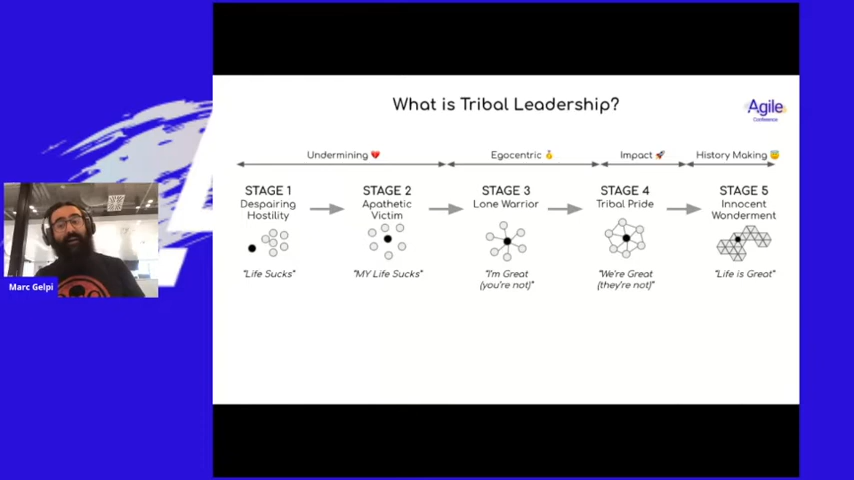 What is Tribal Leadership?
Agile
Conference
Undermining 💔
Egocentric 🥇
Impact 🚀
History Making 😇
STAGE 1
Despairing
Hostility
"Life Sucks"
STAGE 2
Apathetic
Victim
"MY Life Sucks"
STAGE 3
Lone Warrior
"I'm Great
(you're not)"
STAGE 4
Tribal Pride
"We're Great
(they're not)"
STAGE 5
Innocent
Wonderment
"Life is Great"
Marc Gelpi